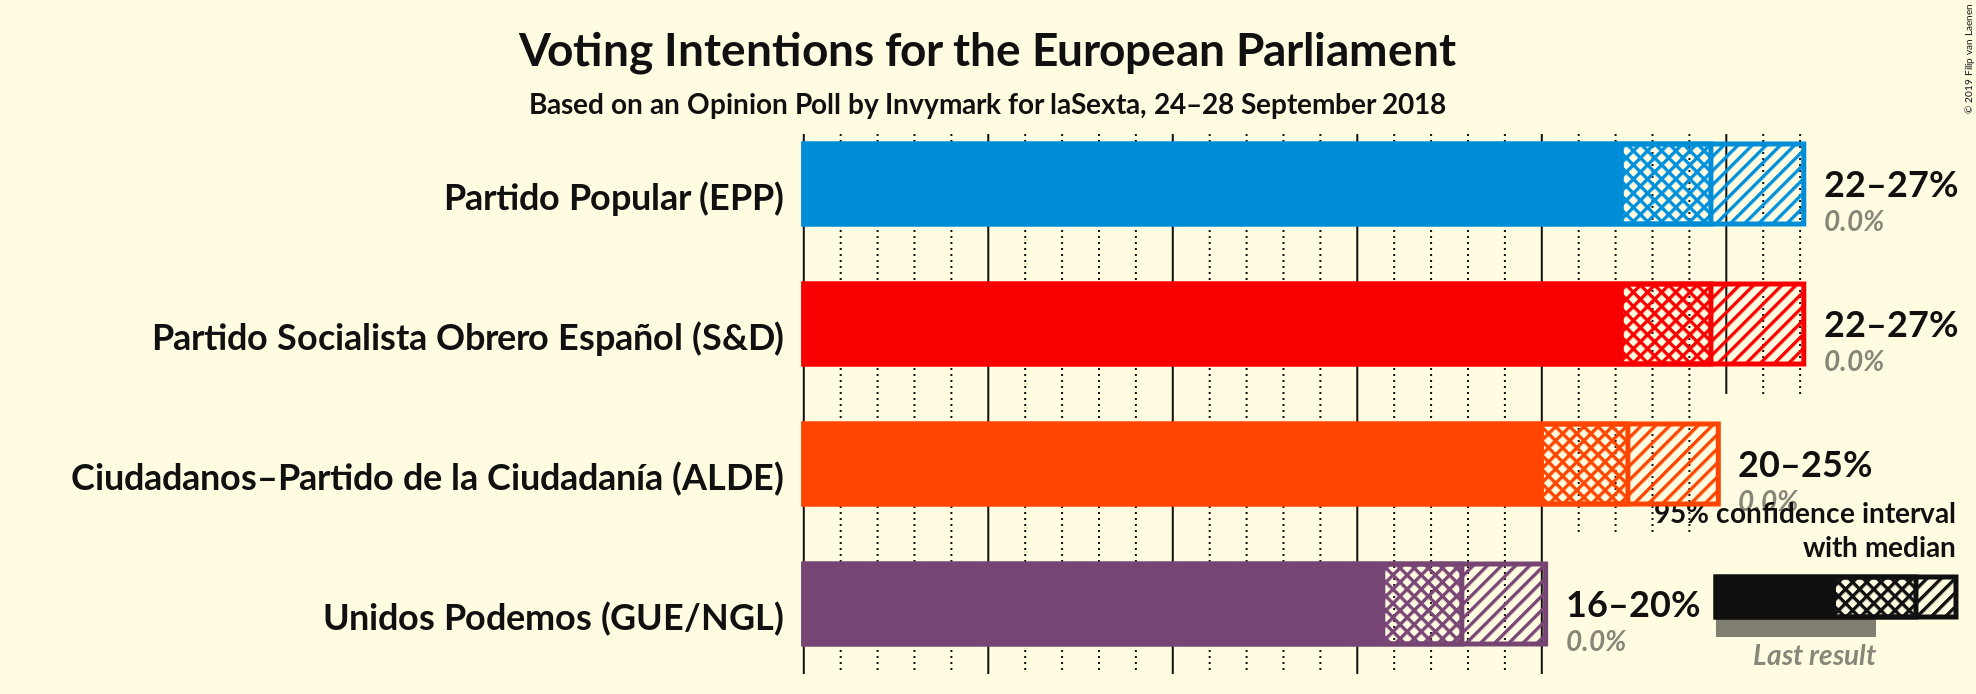 Voting Intentions for the European Parliament
Based on an Opinion Poll by Invymark for laSexta, 24–28 September 2018
© 2019 Filip van Laenen
Partido Popular (EPP)
22–27%
0.0%
Partido Socialista Obrero Español (S&D)
22–27%
0.0%
Ciudadanos–Partido de la Ciudadanía (ALDE)
20–25%
0.0%
95% confidence interval
with median
Unidos Podemos (GUE/NGL)
16–20%
0.0%
Last result